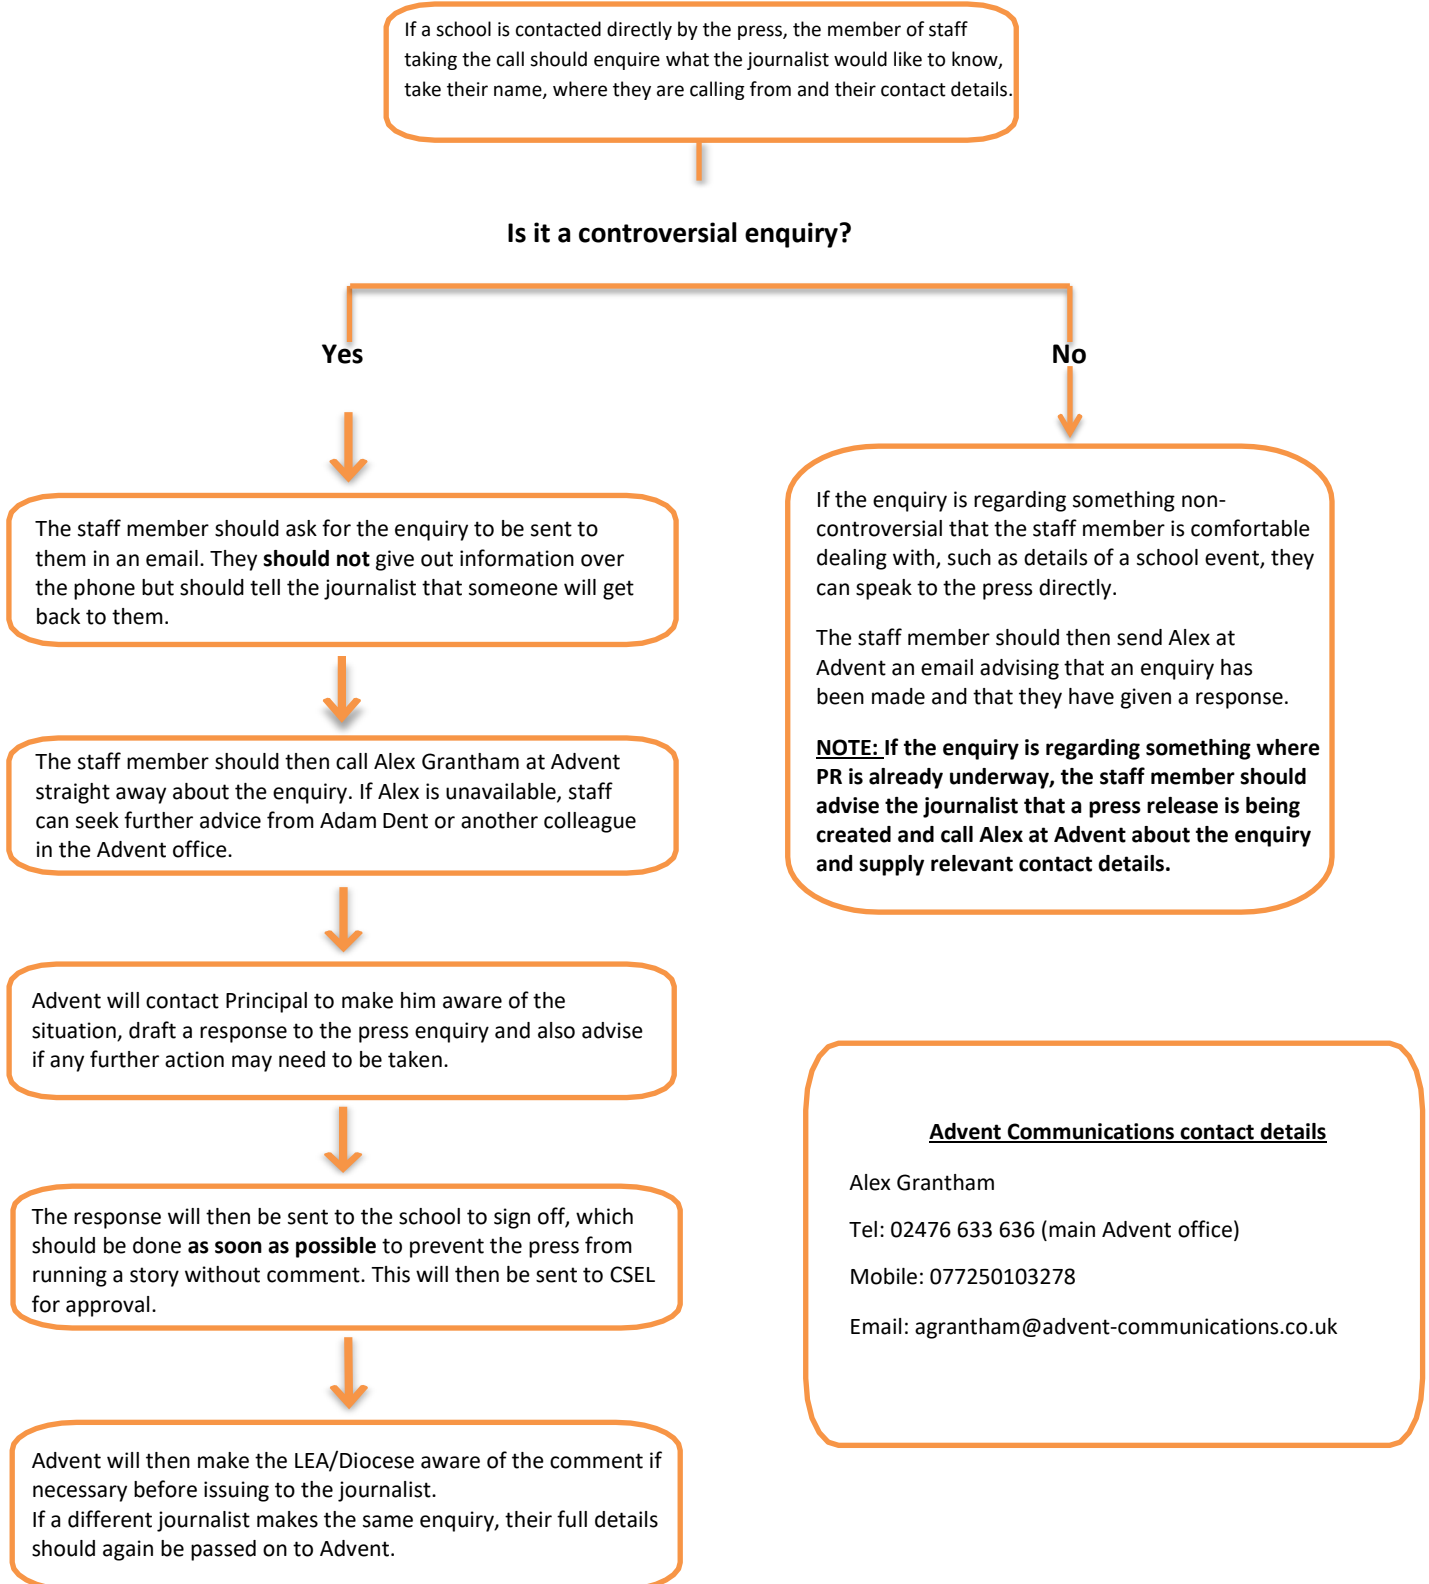 If a school is contacted directly by the press, the member of staff
taking the call should enquire what the journalist would like to know,
take their name, where they are calling from and their contact details.
Is it a controversial enquiry?
Yes
The staff member should ask for the enquiry to be sent to
them in an email. They should not give out information over
the phone but should tell the journalist that someone will get
back to them.
The staff member should then call Alex Grantham at Advent
straight away about the enquiry. If Alex is unavailable, staff
can seek further advice from Adam Dent or another colleague
in the Advent office.
Advent will contact Principal to make him aware of the
situation, draft a response to the press enquiry and also advise
if any further action may need to be taken.
The response will then be sent to the school to sign off, which
should be done as soon as possible to prevent the press from
running a story without comment. This will then be sent to CSEL
for approval.
Advent will then make the LEA/Diocese aware of the comment if
necessary before issuing to the journalist.
If a different journalist makes the same enquiry, their full details
should again be passed on to Advent.
No
If the enquiry is regarding something non-
controversial that the staff member is comfortable
dealing with, such as details of a school event, they
can speak to the press directly.
The staff member should then send Alex at
Advent an email advising that an enquiry has
been made and that they have given a response.
NOTE: If the enquiry is regarding something where
PR is already underway, the staff member should
advise the journalist that a press release is being
created and call Alex at Advent about the enquiry
and supply relevant contact details.
Advent Communications contact details
Alex Grantham
Tel: 02476 633 636 (main Advent office)
Mobile: 077250103278
Email: agrantham@advent-communications.co.uk